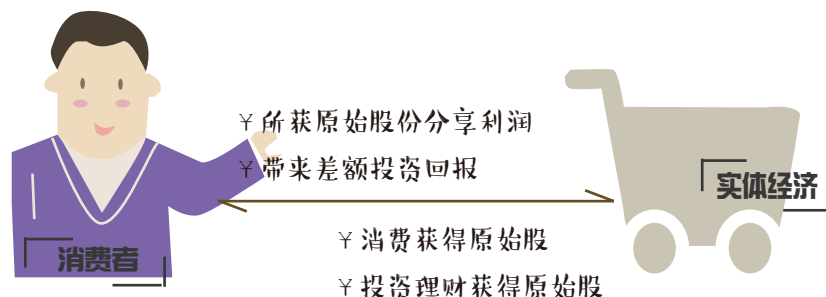 ¥所获原始股份分享利润
¥带来差额投资回报
实体经济
¥消费获得原始股
消费者
¥投资理财获得原始股